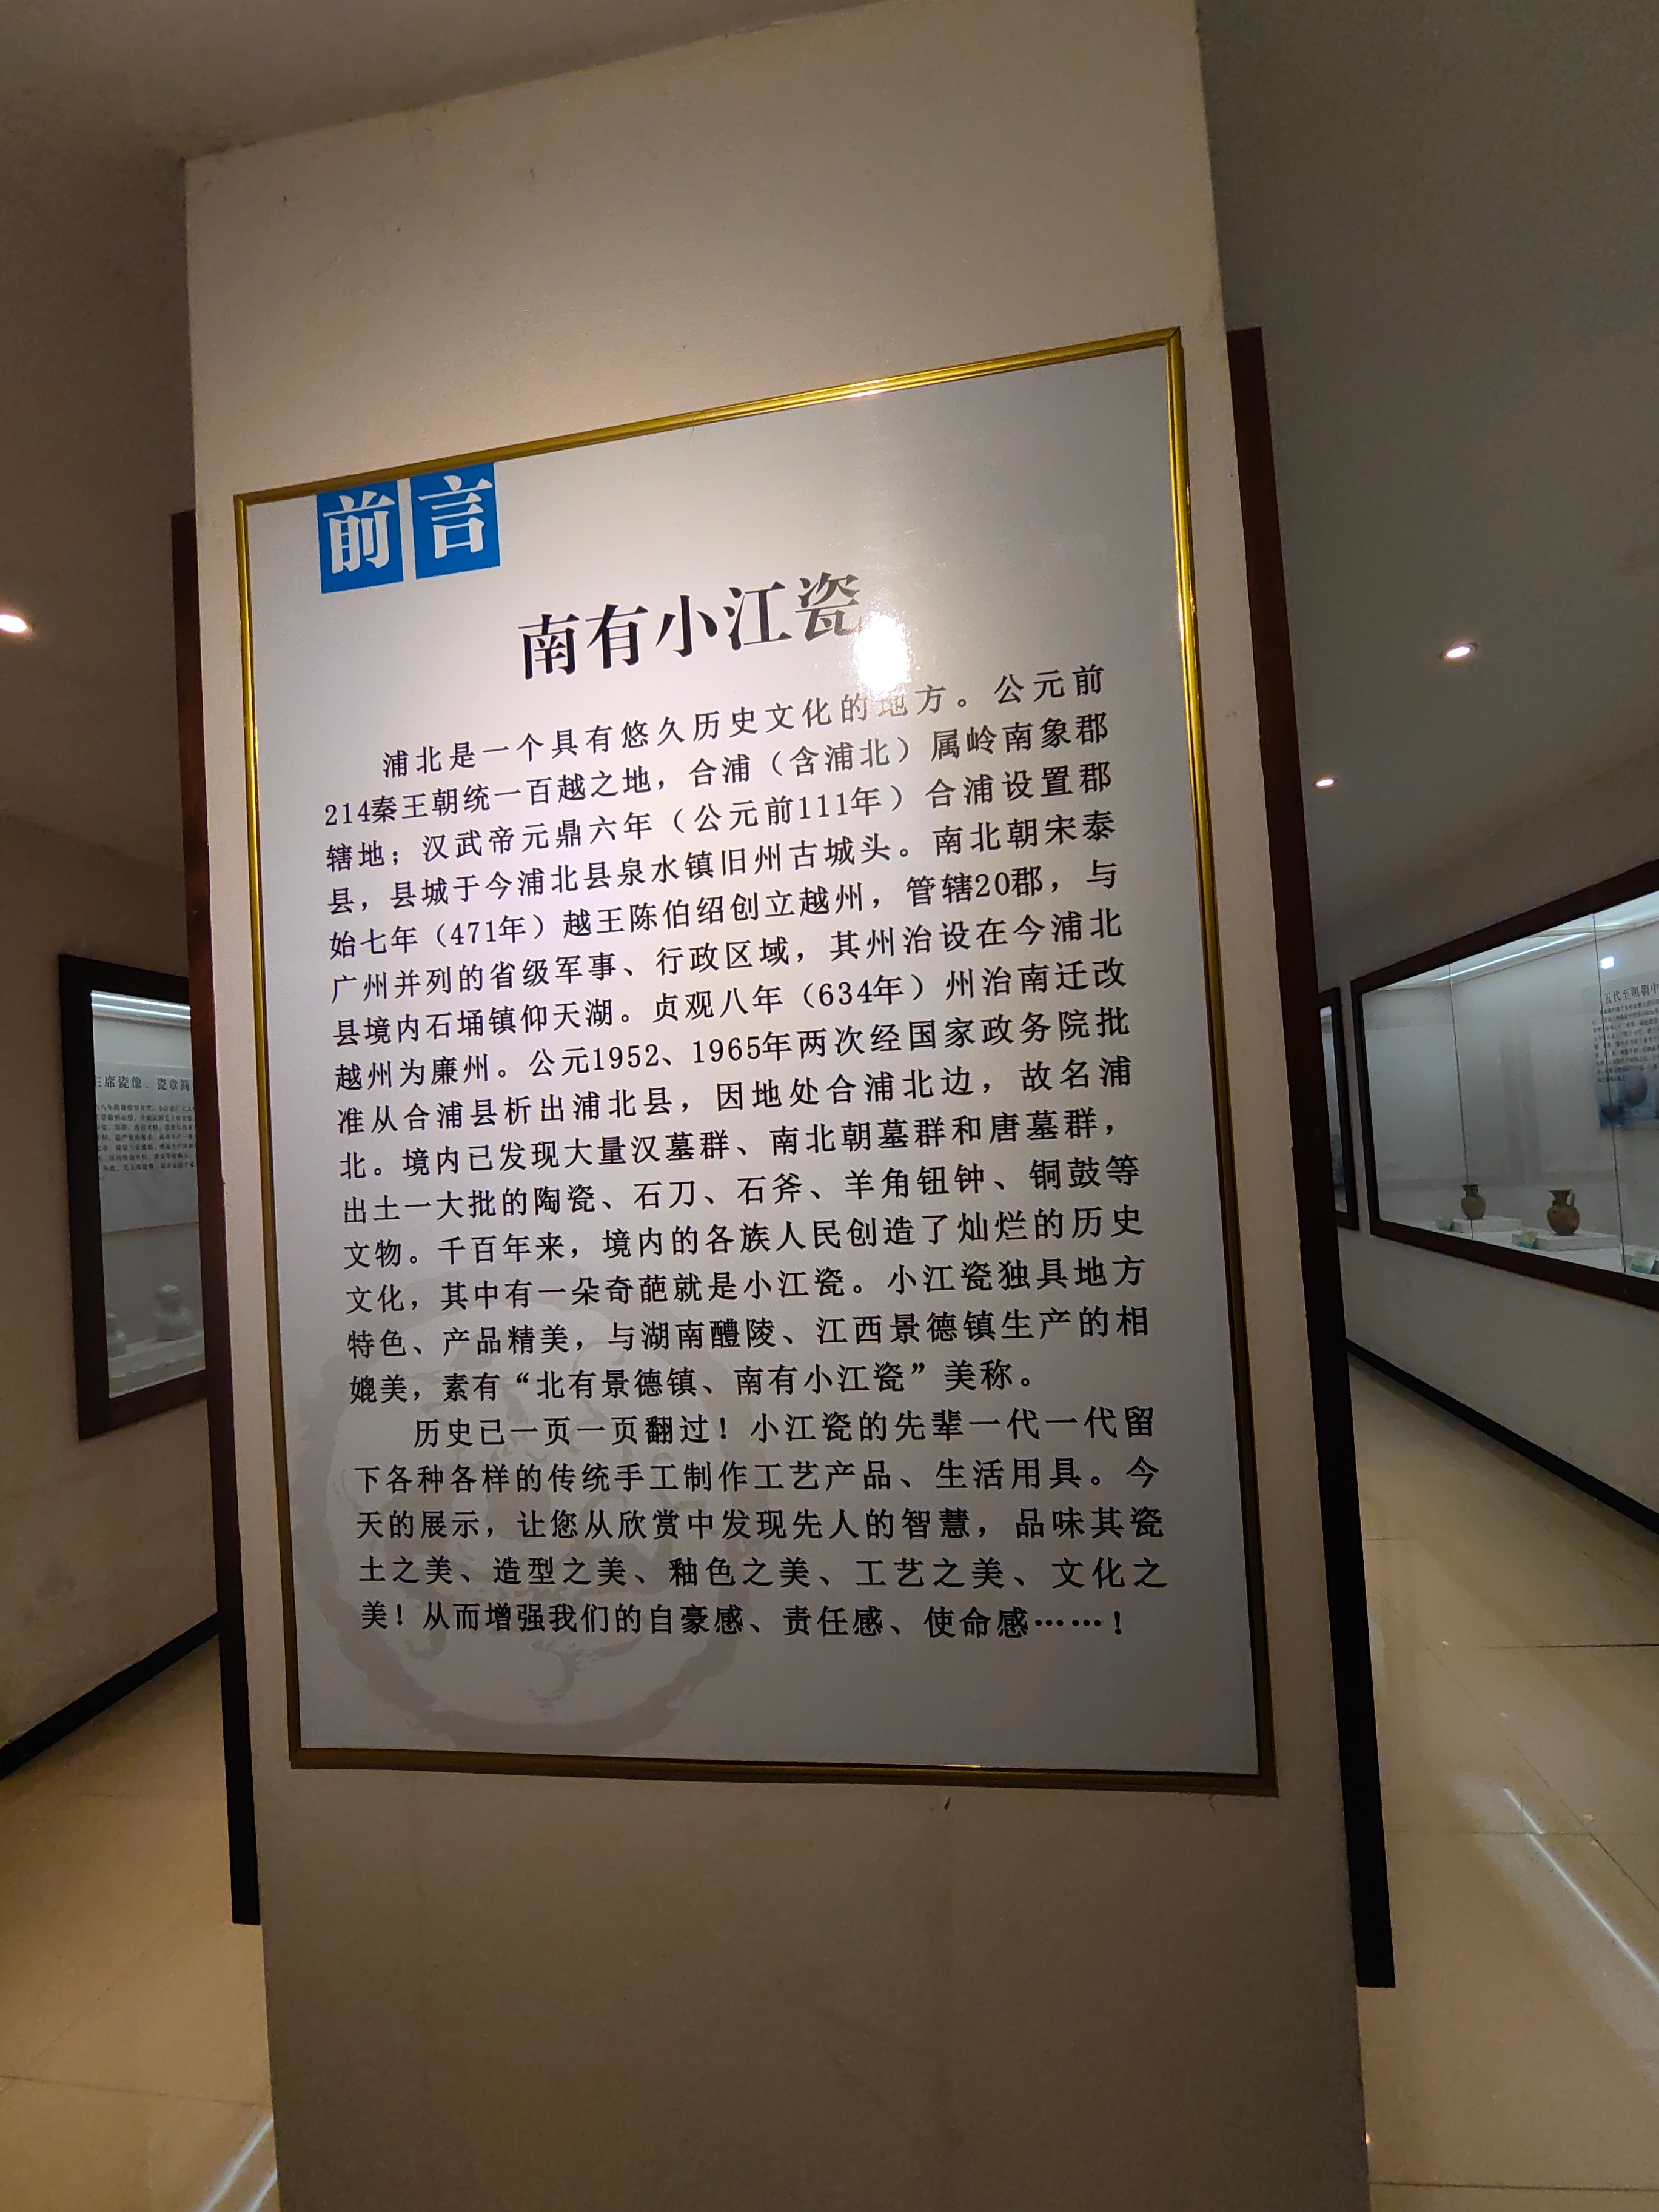 前言
南有小江瓷
浦北是一个具有悠久历史文化的地方。公元前
214秦王朝统一百越之地，合浦（含浦北）属岭南象郡
辖地；汉武帝元鼎六年（公元前111年）合浦设置郡
县，县城于今浦北县泉水镇旧州古城头。南北朝宋泰
始七年（471年）越王陈伯绍创立越州，管辖20郡，与
广州并列的省级军事、行政区域，其州治设在今浦北
县境内石埇镇仰天湖。贞观八年（634年）州治南迁改
越州为廉州。公元1952、1965年两次经国家政务院批
准从合浦县析出浦北县，因地处合浦北边，故名浦
北。境内已发现大量汉墓群、南北朝墓群和唐墓群，
出土一大批的陶瓷、石刀、石斧、羊角钮钟、铜鼓等
文物。千百年来，境内的各族人民创造了灿烂的历史
文化，其中有一朵奇葩就是小江瓷。小江瓷独具地方
特色、产品精美，与湖南醴陵、江西景德镇生产的相
媲美，素有“北有景德镇、南有小江瓷”美称。
历史已一页一页翻过！小江瓷的先辈一代一代留
下各种各样的传统手工制作工艺产品、生活用具。今
天的展示，让您从欣赏中发现先人的智慧，品味其瓷
土之美、造型之美、釉色之美、工艺之美、文化之
美！从而增强我们的自豪感、责任感、使命感……！
主席瓷像、瓷章简
五代至明朝中